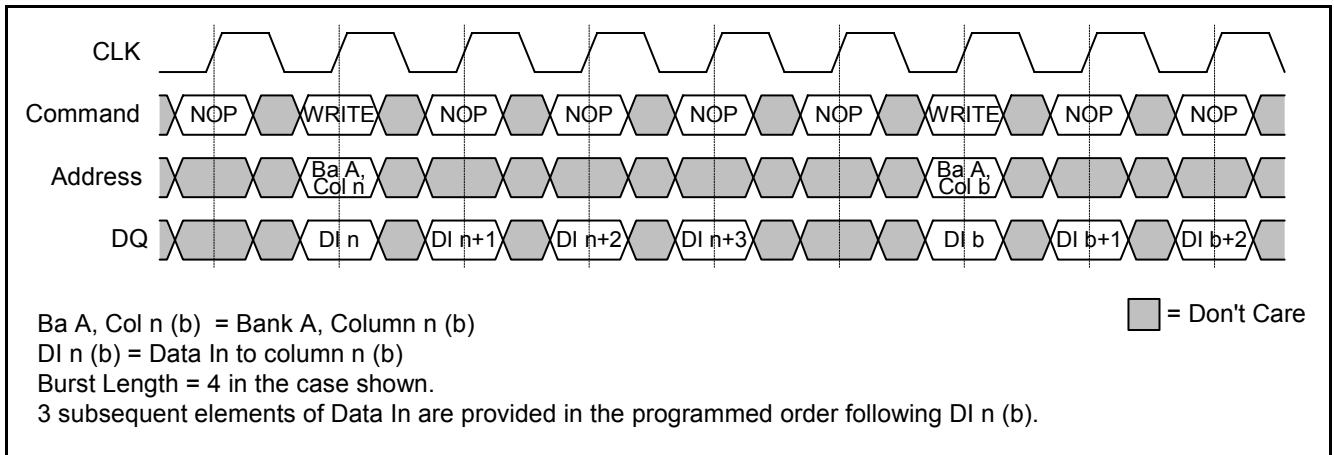 CLK
Command NOP WRITE NOP NOP NOP NOP WRITE NOP NOP
Address Ba A, Col n Ba A, Col b
DQ DI n DI n+1 DI n+2 DI n+3 DI b DI b+1 DI b+2
Ba A, Col n (b) = Bank A, Column n (b)
= Don't Care
DI n (b) = Data In to column n (b)
Burst Length = 4 in the case shown.
3 subsequent elements of Data In are provided in the programmed order following DI n (b).